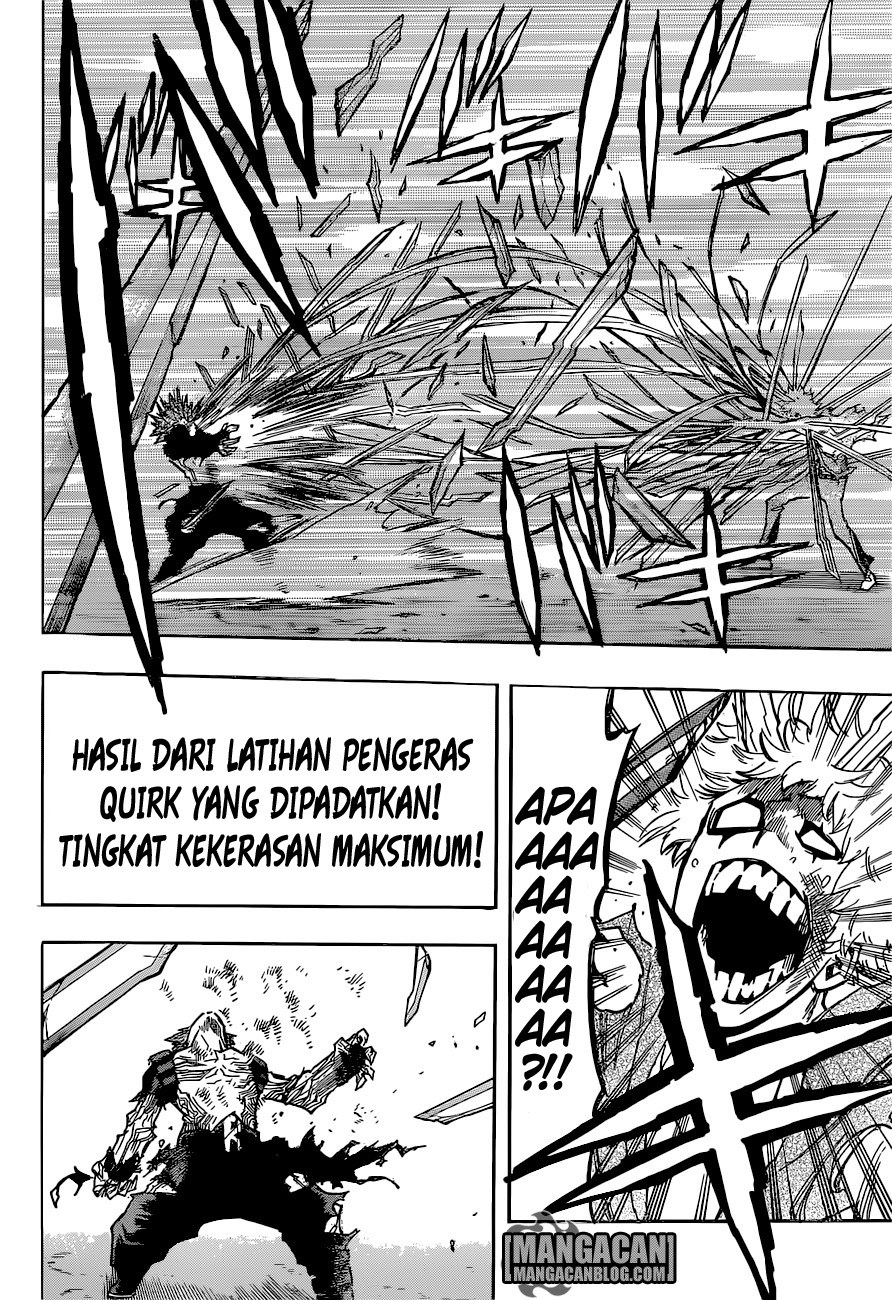 HASIL DARI LATIHAN PENGERAS
QUIRK YANG DIPADATKAN!
TINGKAT KEKERASAN MAKSIMUM!
APA
AAA
AA
AA
AA
AA
?!!
MANGACAN
MANGACANBLOG.COM